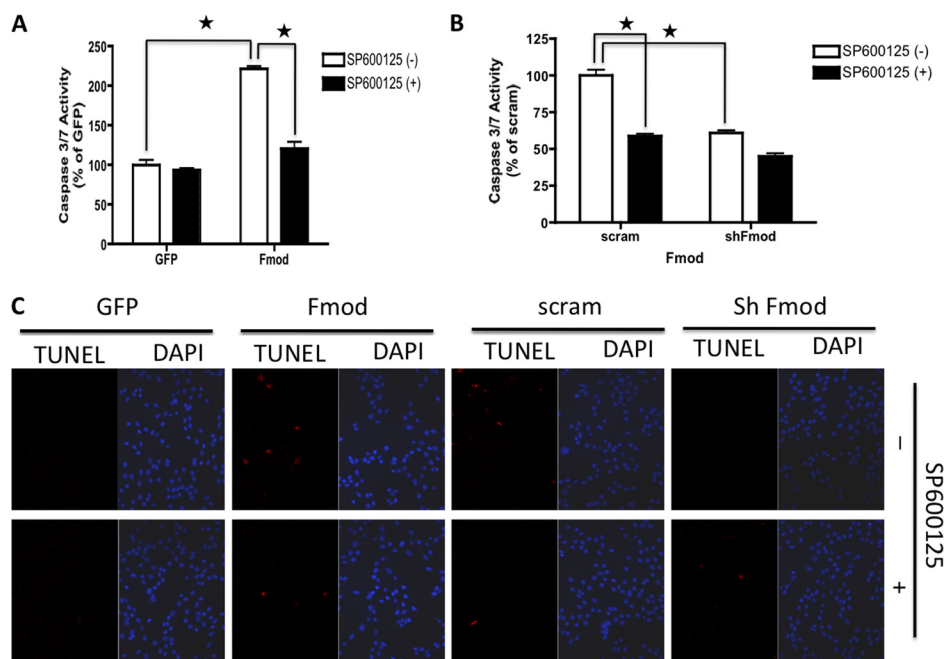 A
Caspase 3/7 Activity
(% of GFP)
250
200
150
100
50
0
GFP
Fmod
SP600125 (-)
SP600125 (+)
B
Caspase 3/7 Activity
(% of scram)
125
100
75
50
25
0
scram
shFmod
Fmod
SP600125 (-)
SP600125 (+)
C
GFP
Fmod
scram
Sh Fmod
TUNEL DAPI TUNEL DAPI TUNEL DAPI TUNEL DAPI
–
+
SP600125